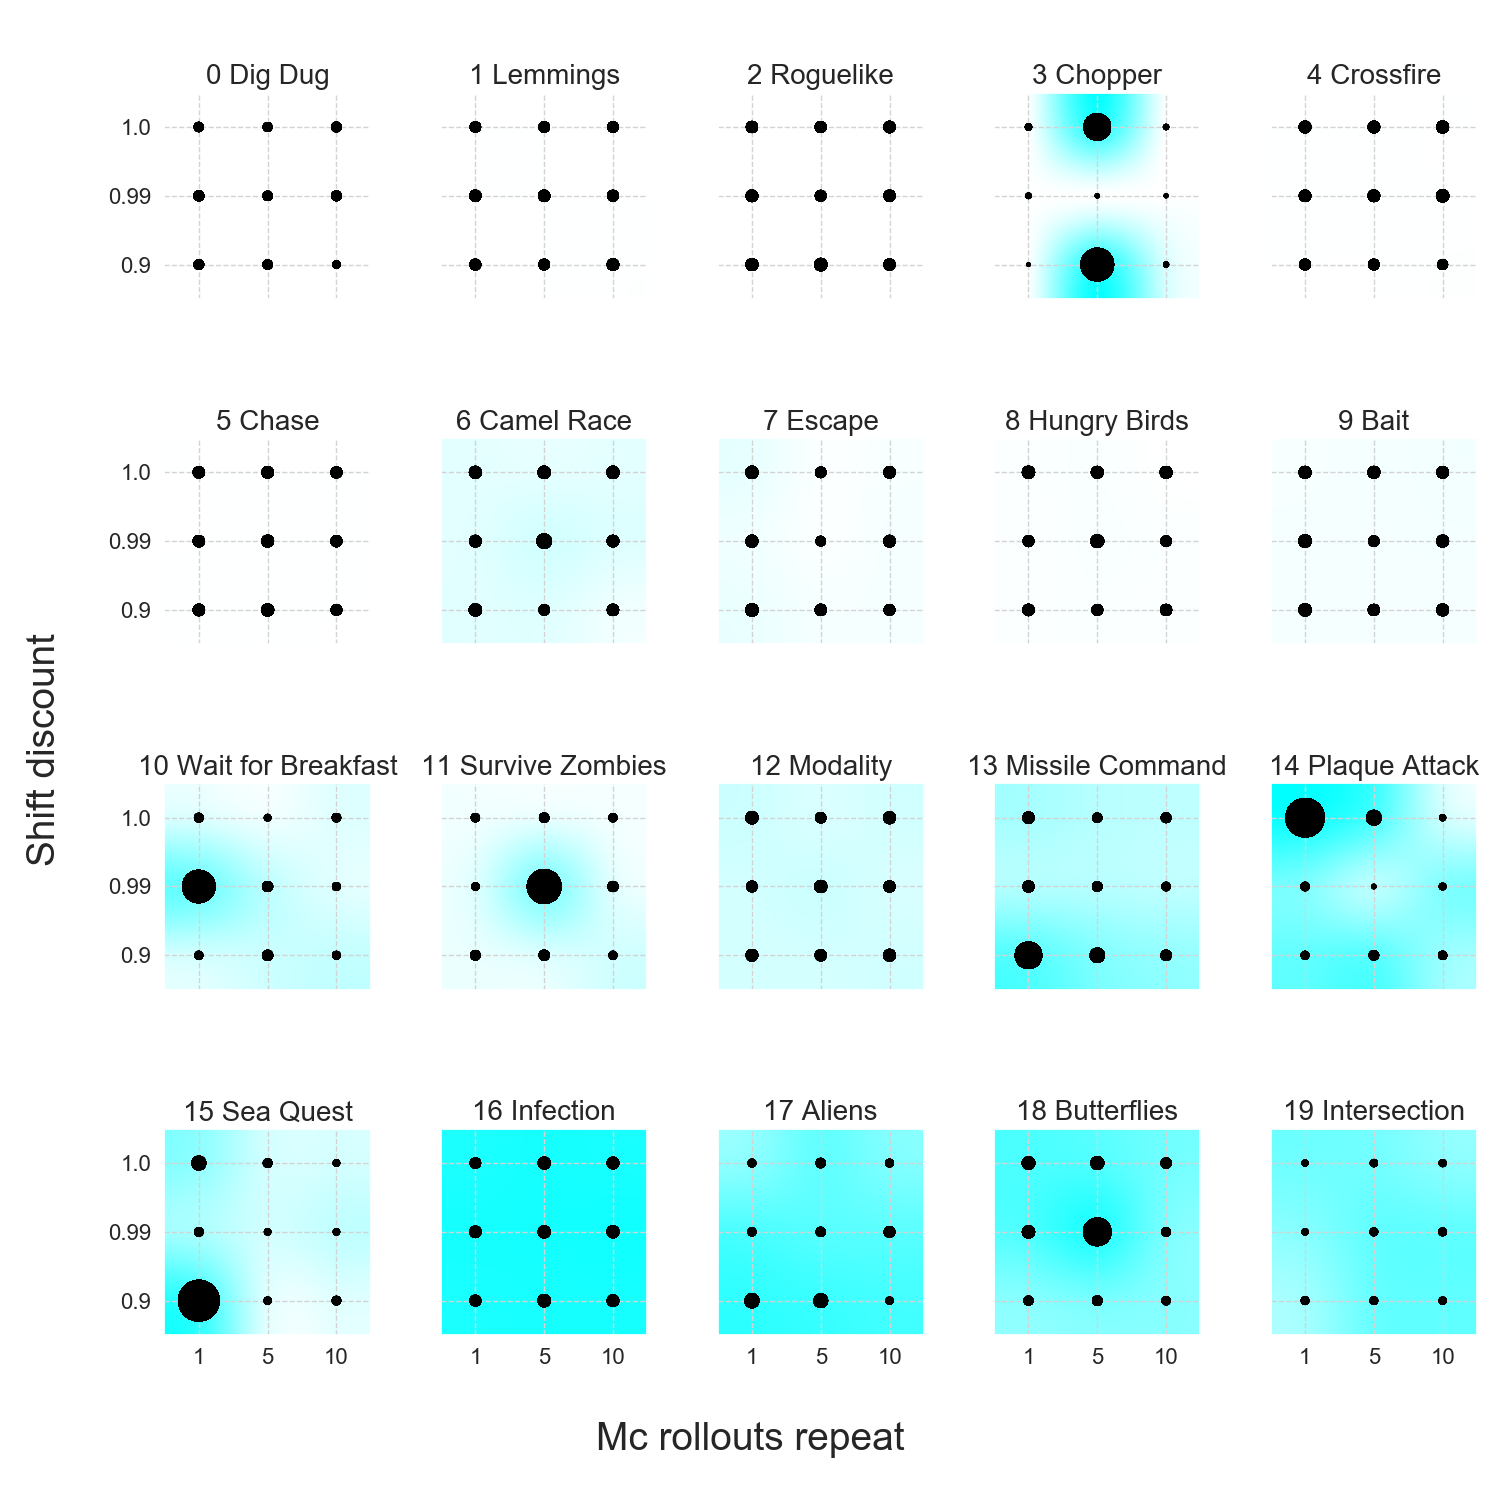 0 Dig Dug
1 Lemmings
2 Roguelike
3 Chopper
4 Crossfire
1.0
0.99
0.9
5 Chase
6 Camel Race
7 Escape
8 Hungry Birds
9 Bait
1.0
0.99
0.9
10 Wait for Breakfast
11 Survive Zombies
12 Modality
13 Missile Command
14 Plaque Attack
1.0
0.99
0.9
15 Sea Quest
16 Infection
17 Aliens
18 Butterflies
19 Intersection
1.0
0.99
0.9
1 5 10
1 5 10
1 5 10
1 5 10
1 5 10
Shift discount
Mc rollouts repeat